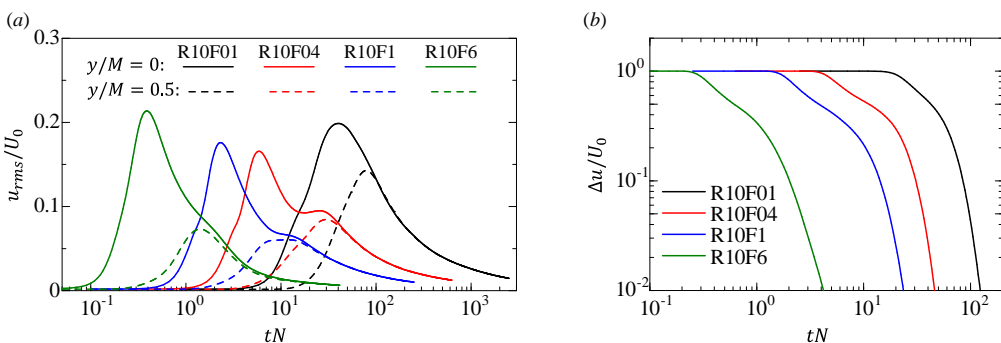 (a)
R10F01 R10F04 R10F1 R10F6
y/M = 0:
y/M = 0.5:
0.3
0.2
0.1
0
u_rms/U_0
10^-1 10^0 10^1 10^2 10^3
tN
(b)
10^0
10^-1
10^-2
Δu/U_0
R10F01
R10F04
R10F1
R10F6
10^-1 10^0 10^1 10^2
tN